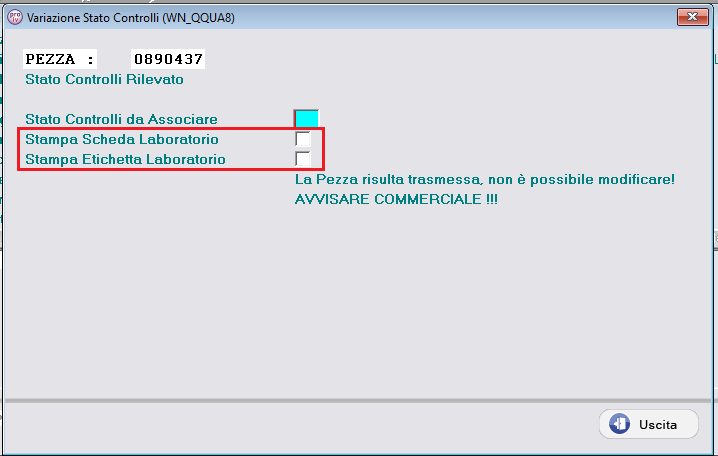 Variazione Stato Controlli (WN_QQUA8)
PEZZA : 0890437
Stato Controlli Rilevato
Stato Controlli da Associare
Stampa Scheda Laboratorio
Stampa Etichetta Laboratorio
La Pezza risulta trasmessa, non è possibile modificare!
AVVISARE COMMERCIALE !!!
Uscita